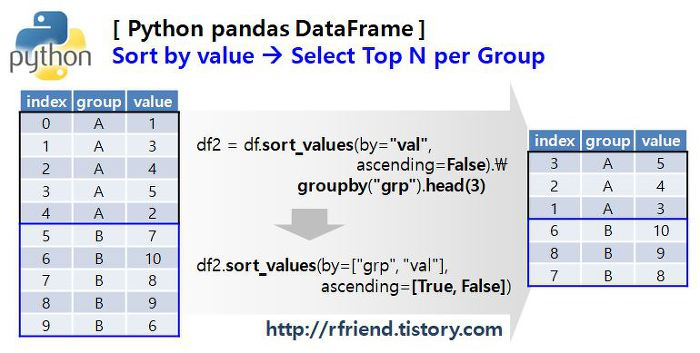 [ Python pandas DataFrame ]
Sort by value → Select Top N per Group
python
index group value
0 A 1
1 A 3
2 A 4
3 A 5
4 A 2
5 B 7
6 B 10
7 B 8
8 B 9
9 B 6
df2 = df.sort_values(by="val",
ascending=False).₩
groupby("grp").head(3)
df2.sort_values(by=["grp", "val"],
ascending=[True, False])
index group value
3 A 5
2 A 4
1 A 3
6 B 10
8 B 9
7 B 8
http://rfriend.tistory.com